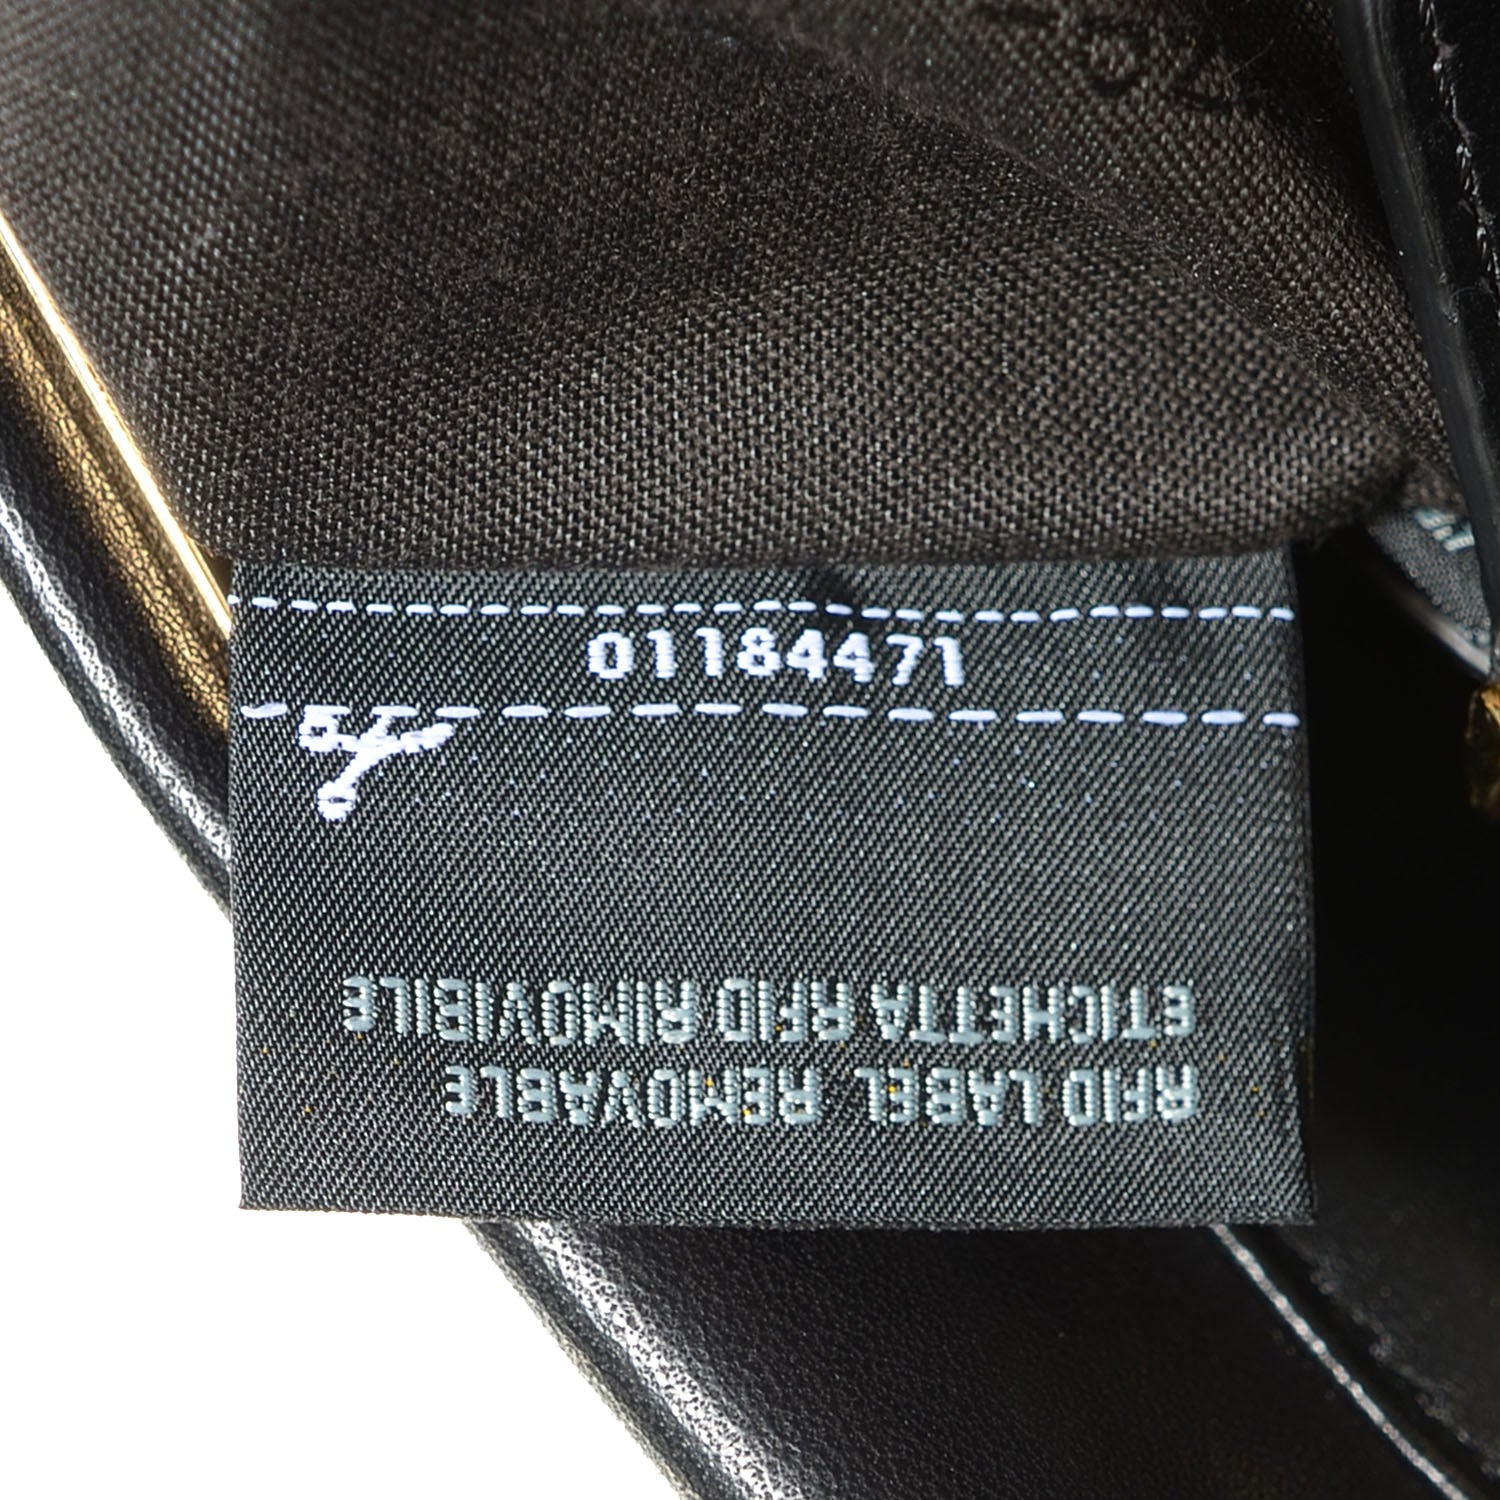 01184471
RFID LABEL REMOVABLE
ETICHETTA RFID RIMOVIBILE